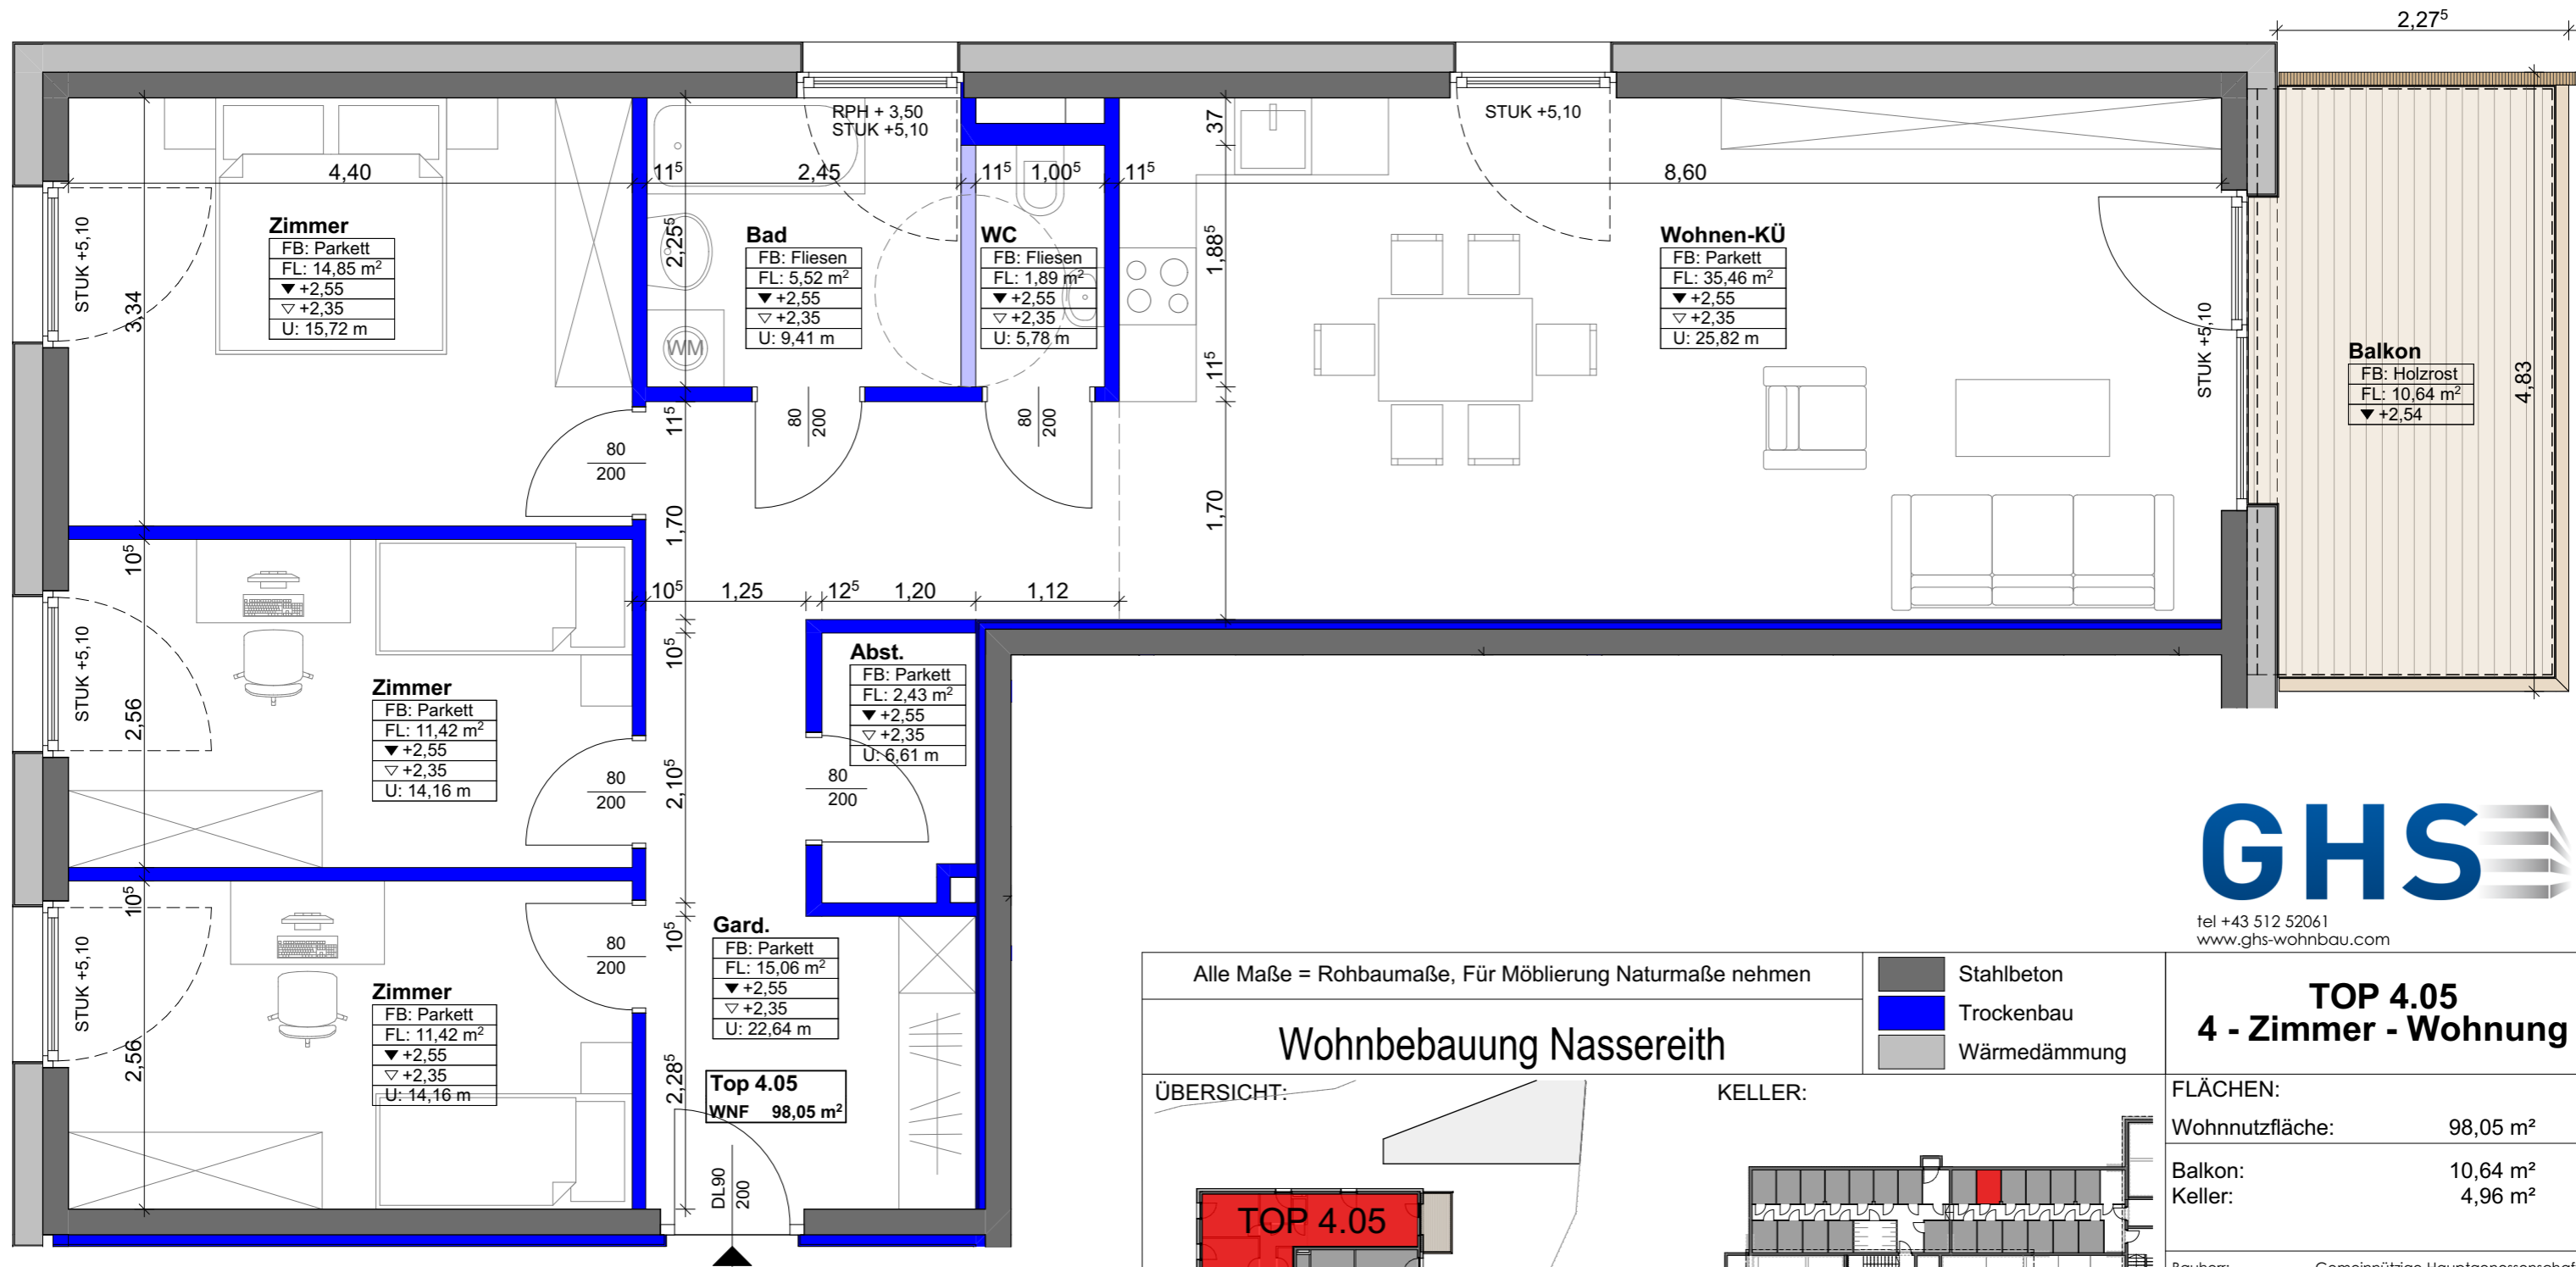 2,27⁵
RPH + 3,50
STUK +5,10
STUK +5,10
37
4,40
11⁵
2,45
11⁵
1,00⁵
11⁵
8,60
STUK +5,10
3,34
Zimmer
FB: Parkett
FL: 14,85 m²
▼ +2,55
▽ +2,35
U: 15,72 m
2,25⁵
Bad
FB: Fliesen
FL: 5,52 m²
▼ +2,55
▽ +2,35
U: 9,41 m
WM
WC
FB: Fliesen
FL: 1,89 m²
▼ +2,55
▽ +2,35
U: 5,78 m
1,88⁵
11⁵
Wohnen-KÜ
FB: Parkett
FL: 35,46 m²
▼ +2,55
▽ +2,35
U: 25,82 m
STUK +5,10
Balkon
FB: Holzrost
FL: 10,64 m²
▼ +2,54
4,83
11⁵
80
200
80
200
80
200
1,70
1,70
10⁵
10⁵
1,25
12⁵
1,20
1,12
STUK +5,10
2,56
Zimmer
FB: Parkett
FL: 11,42 m²
▼ +2,55
▽ +2,35
U: 14,16 m
80
200
10⁵
2,10⁵
Abst.
FB: Parkett
FL: 2,43 m²
▼ +2,55
▽ +2,35
U: 6,61 m
80
200
10⁵
STUK +5,10
2,56
Zimmer
FB: Parkett
FL: 11,42 m²
▼ +2,55
▽ +2,35
U: 14,16 m
80
200
10⁵
2,28⁵
Gard.
FB: Parkett
FL: 15,06 m²
▼ +2,55
▽ +2,35
U: 22,64 m
Top 4.05
WNF 98,05 m²
DL90
200
GHS
tel +43 512 52061
www.ghs-wohnbau.com
Alle Maße = Rohbaumaße, Für Möblierung Naturmaße nehmen
Wohnbebauung Nassereith
Stahlbeton
Trockenbau
Wärmedämmung
TOP 4.05
4 - Zimmer - Wohnung
ÜBERSICHT:
TOP 4.05
KELLER:
FLÄCHEN:
Wohnnutzfläche: 98,05 m²
Balkon: 10,64 m²
Keller: 4,96 m²